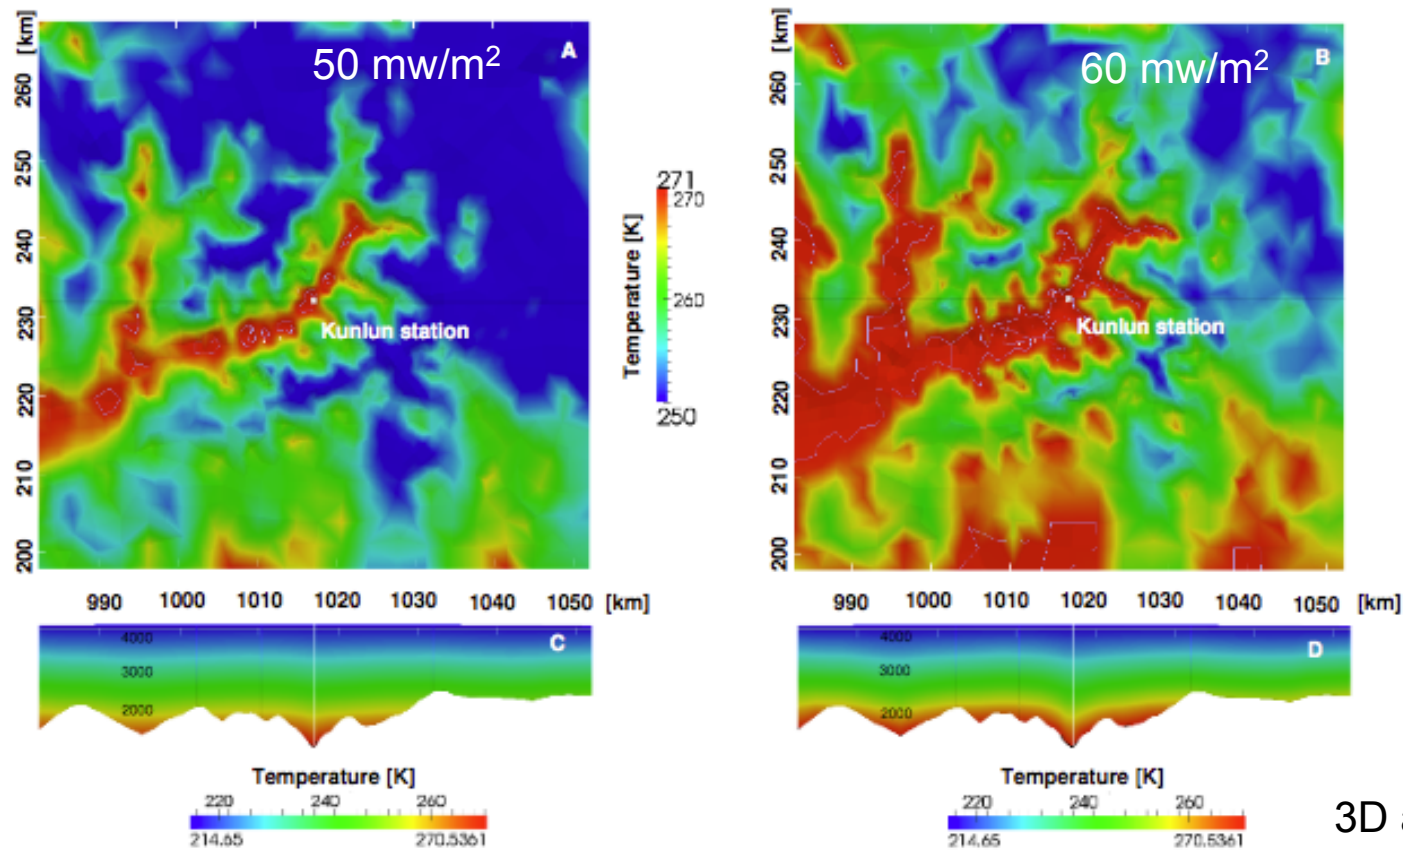 [km]
50 mw/m2
A
260
250
240
230
220
210
200
Kunlun station
990 1000 1010 1020 1030 1040 1050 [km]
Temperature [K]
271
270
260
250
[km]
60 mw/m2
B
260
250
240
230
220
210
200
Kunlun station
990 1000 1010 1020 1030 1040 1050 [km]
C
4000
3000
2000
Temperature [K]
220 240 260
214.65 270.5361
D
4000
3000
2000
Temperature [K]
220 240 260
214.65 270.5361
3D a